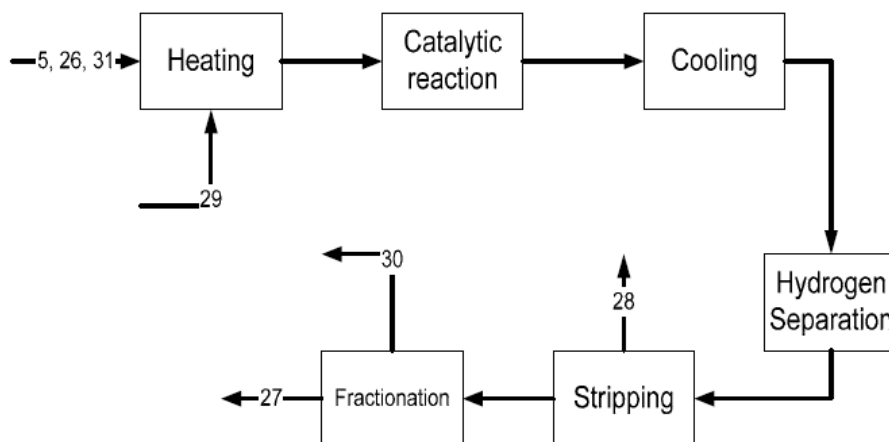 5, 26, 31
Heating
Catalytic
reaction
Cooling
29
30
28
Hydrogen
Separation
27
Fractionation
Stripping